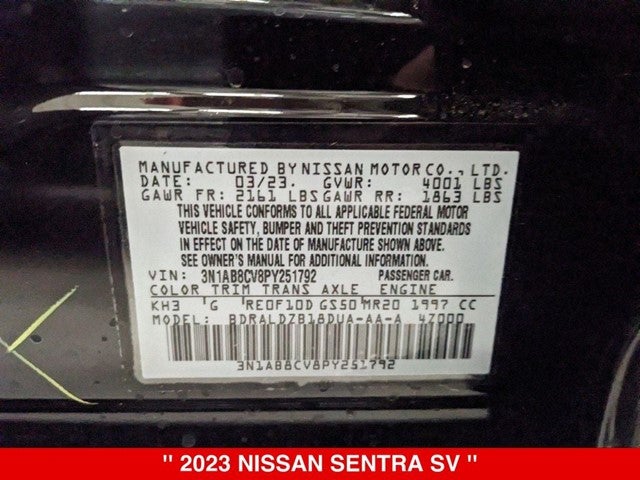 MANUFACTURED BY NISSAN MOTOR CO., LTD.
DATE: 03/23. GVWR: 4001 LBS
GAWR FR: 2161 LBS GAWR RR: 1863 LBS
THIS VEHICLE CONFORMS TO ALL APPLICABLE FEDERAL MOTOR
VEHICLE SAFETY, BUMPER AND THEFT PREVENTION STANDARDS
IN EFFECT ON THE DATE OF MANUFACTURE SHOWN ABOVE.
SEE OWNER'S MANUAL FOR ADDITIONAL INFORMATION.
VIN: 3N1AB8CV8PY251792 PASSENGER CAR.
COLOR TRIM TRANS AXLE ENGINE
KH3 'G RE0F10D GS50 MR20 1997 CC
MODEL: BDRALDZB18DUA-AA-A 4Z000
3N1AB8CV8PY251792
" 2023 NISSAN SENTRA SV "